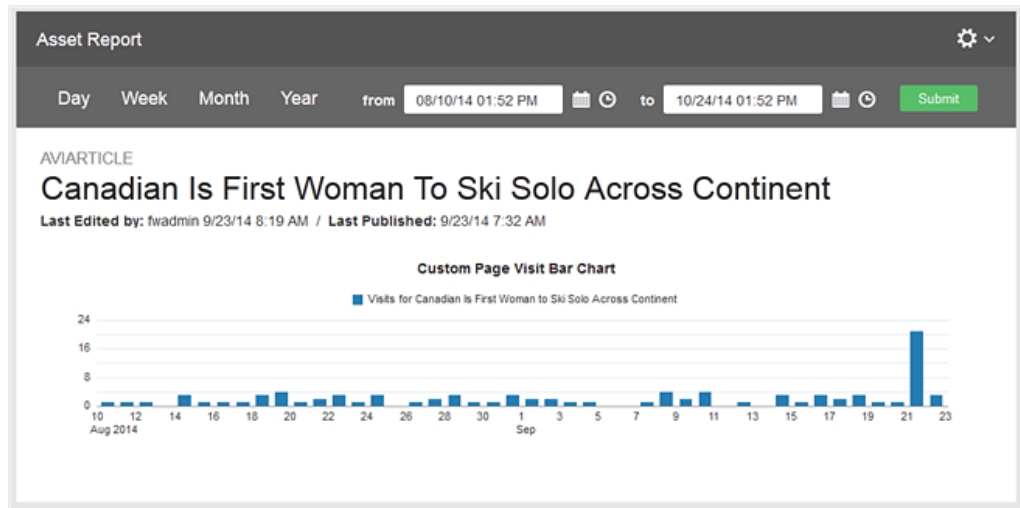 Asset Report
Day Week Month Year from 08/10/14 01:52 PM to 10/24/14 01:52 PM Submit
AVIARTICLE
Canadian Is First Woman To Ski Solo Across Continent
Last Edited by: fwadmin 9/23/14 8:19 AM / Last Published: 9/23/14 7:32 AM
Custom Page Visit Bar Chart
Visits for Canadian Is First Woman to Ski Solo Across Continent
24
16
8
0
10 12 14 16 18 20 22 24 26 28 30 1 3 5 7 9 11 13 15 17 19 21 23
Aug 2014 Sep